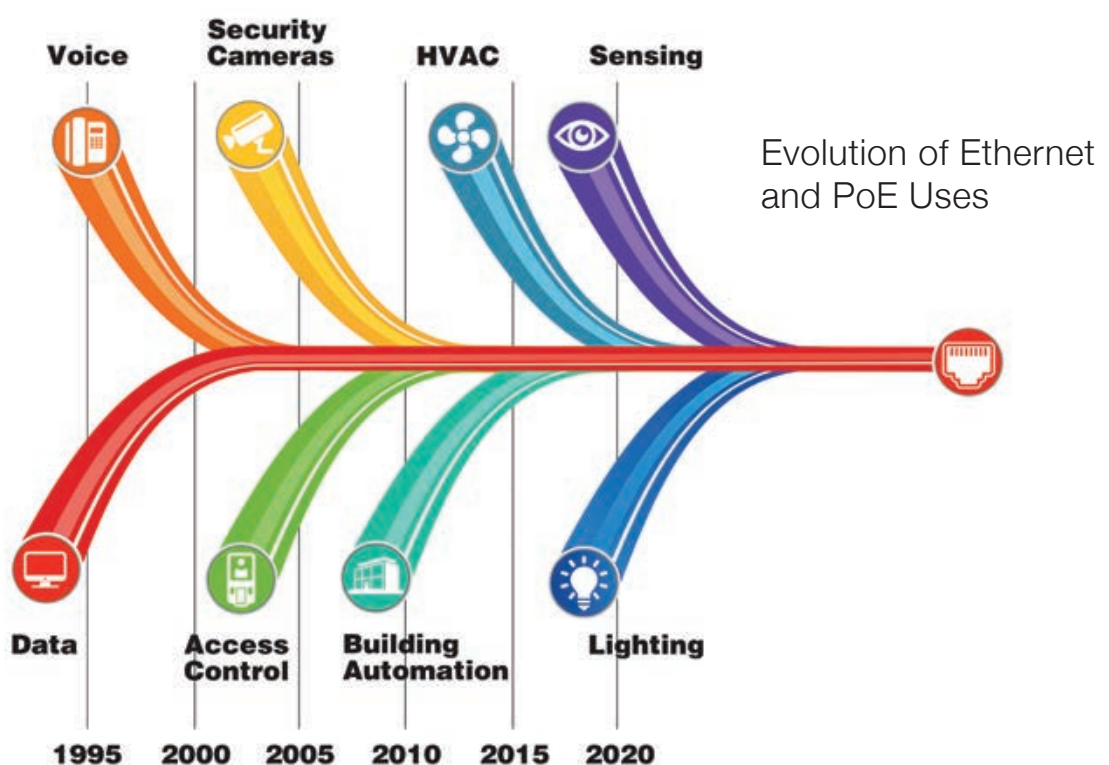 Voice
Security
Cameras
HVAC
Sensing
Evolution of Ethernet
and PoE Uses
Data
Access
Control
Building
Automation
Lighting
1995 2000 2005 2010 2015 2020